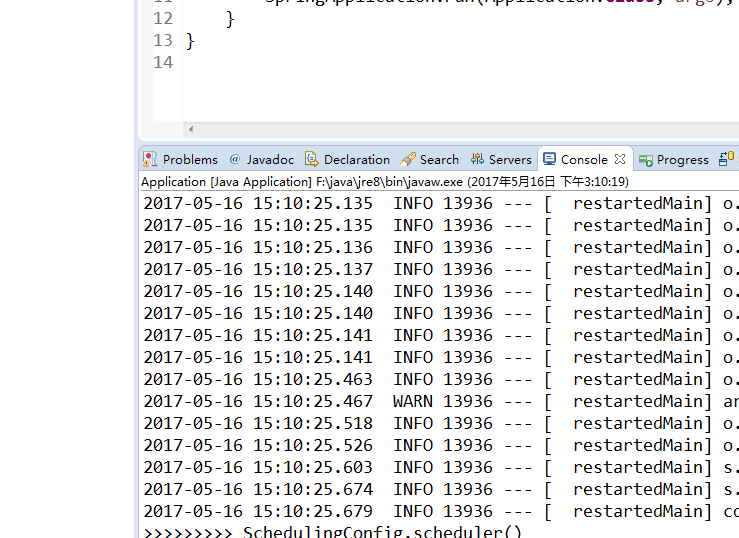 11 SpringApplication.run(Application.class, args);
12 }
13 }
14
Problems @ Javadoc Declaration Search Servers Console Progress
Application [Java Application] F:\java\jre8\bin\javaw.exe (2017年5月16日 下午3:10:19)
2017-05-16 15:10:25.135 INFO 13936 --- [ restartedMain] o.
2017-05-16 15:10:25.135 INFO 13936 --- [ restartedMain] o.
2017-05-16 15:10:25.136 INFO 13936 --- [ restartedMain] o.
2017-05-16 15:10:25.137 INFO 13936 --- [ restartedMain] o.
2017-05-16 15:10:25.140 INFO 13936 --- [ restartedMain] o.
2017-05-16 15:10:25.140 INFO 13936 --- [ restartedMain] o.
2017-05-16 15:10:25.141 INFO 13936 --- [ restartedMain] o.
2017-05-16 15:10:25.141 INFO 13936 --- [ restartedMain] o.
2017-05-16 15:10:25.463 INFO 13936 --- [ restartedMain] o.
2017-05-16 15:10:25.467 WARN 13936 --- [ restartedMain] ar
2017-05-16 15:10:25.518 INFO 13936 --- [ restartedMain] o.
2017-05-16 15:10:25.526 INFO 13936 --- [ restartedMain] o.
2017-05-16 15:10:25.603 INFO 13936 --- [ restartedMain] s.
2017-05-16 15:10:25.674 INFO 13936 --- [ restartedMain] s.
2017-05-16 15:10:25.679 INFO 13936 --- [ restartedMain] co
>>>>>>>>> SchedulingConfig.scheduler()